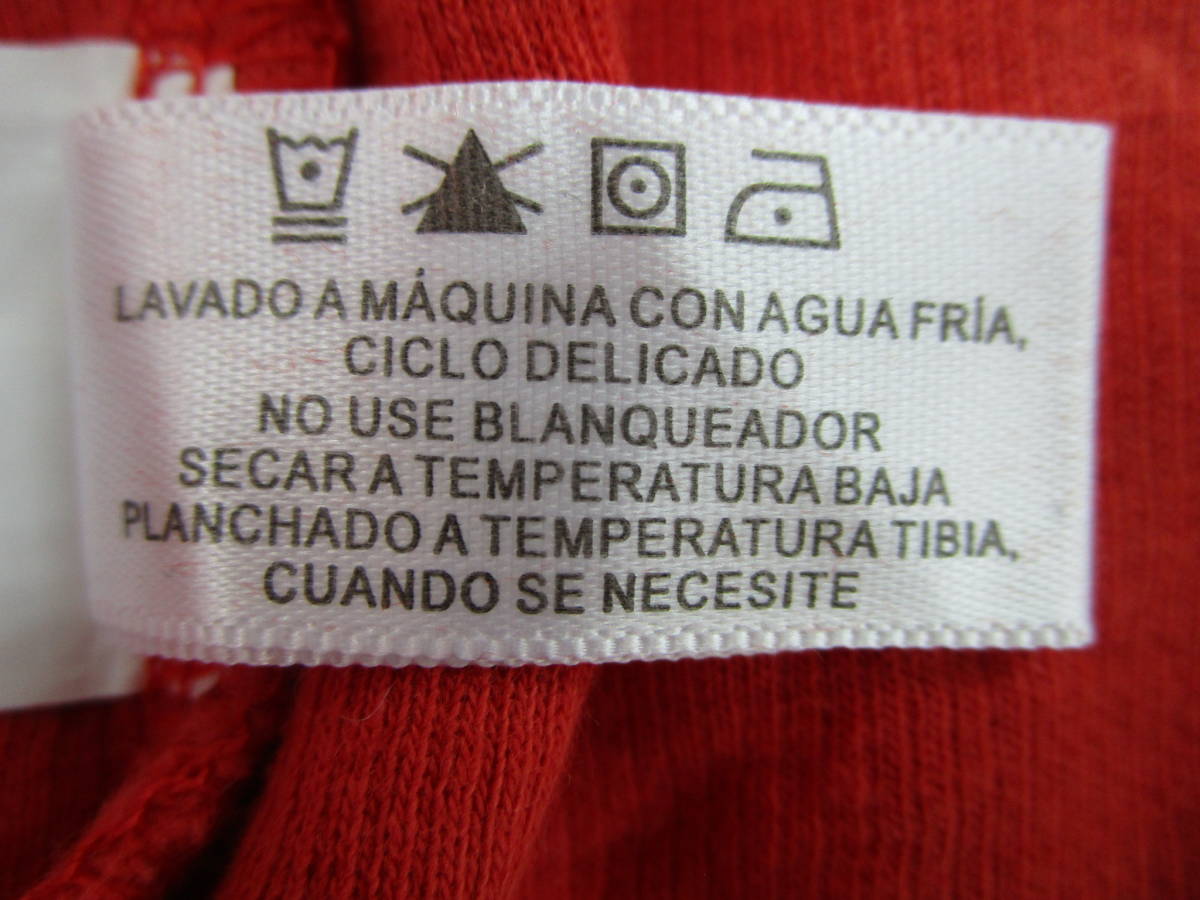 LAVADO A MÁQUINA CON AGUA FRÍA,
CICLO DELICADO
NO USE BLANQUEADOR
SECAR A TEMPERATURA BAJA
PLANCHADO A TEMPERATURA TIBIA,
CUANDO SE NECESITE